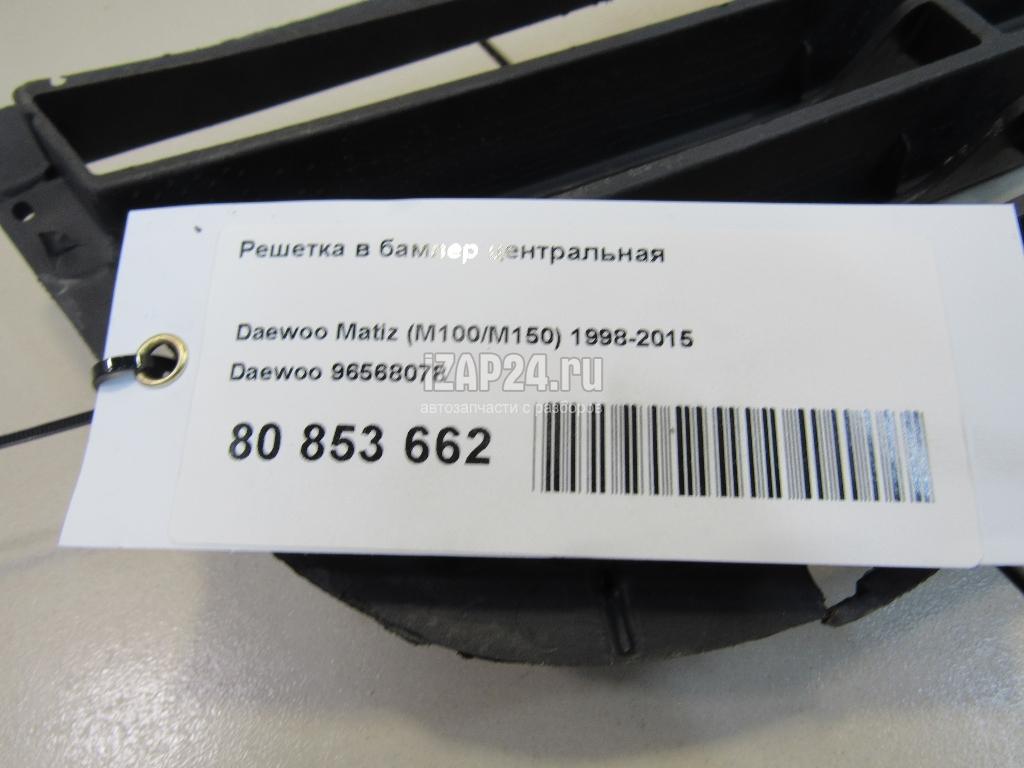 Решетка в бампер центральная
Daewoo Matiz (M100/M150) 1998-2015
Daewoo 96568078
iZAP24.ru
автозапчасти с разборов
80 853 662